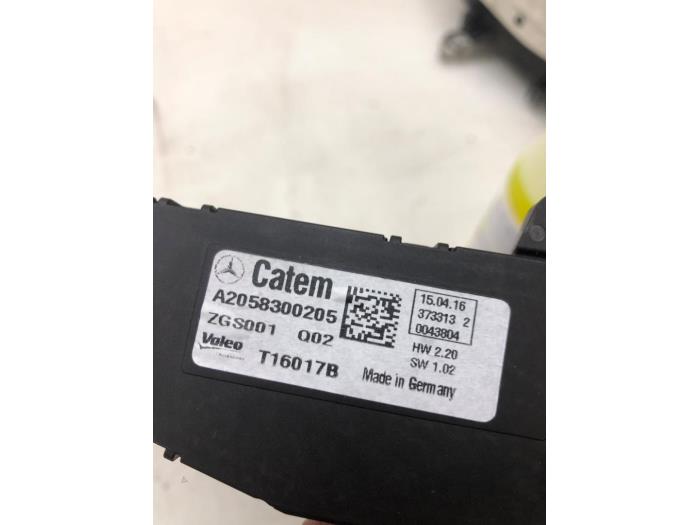 Catem
A2058300205
ZGS001 Q02
Valeo
T16017B
15.04.16
373313 2
0043804
HW 2.20
SW 1.02
Made in Germany